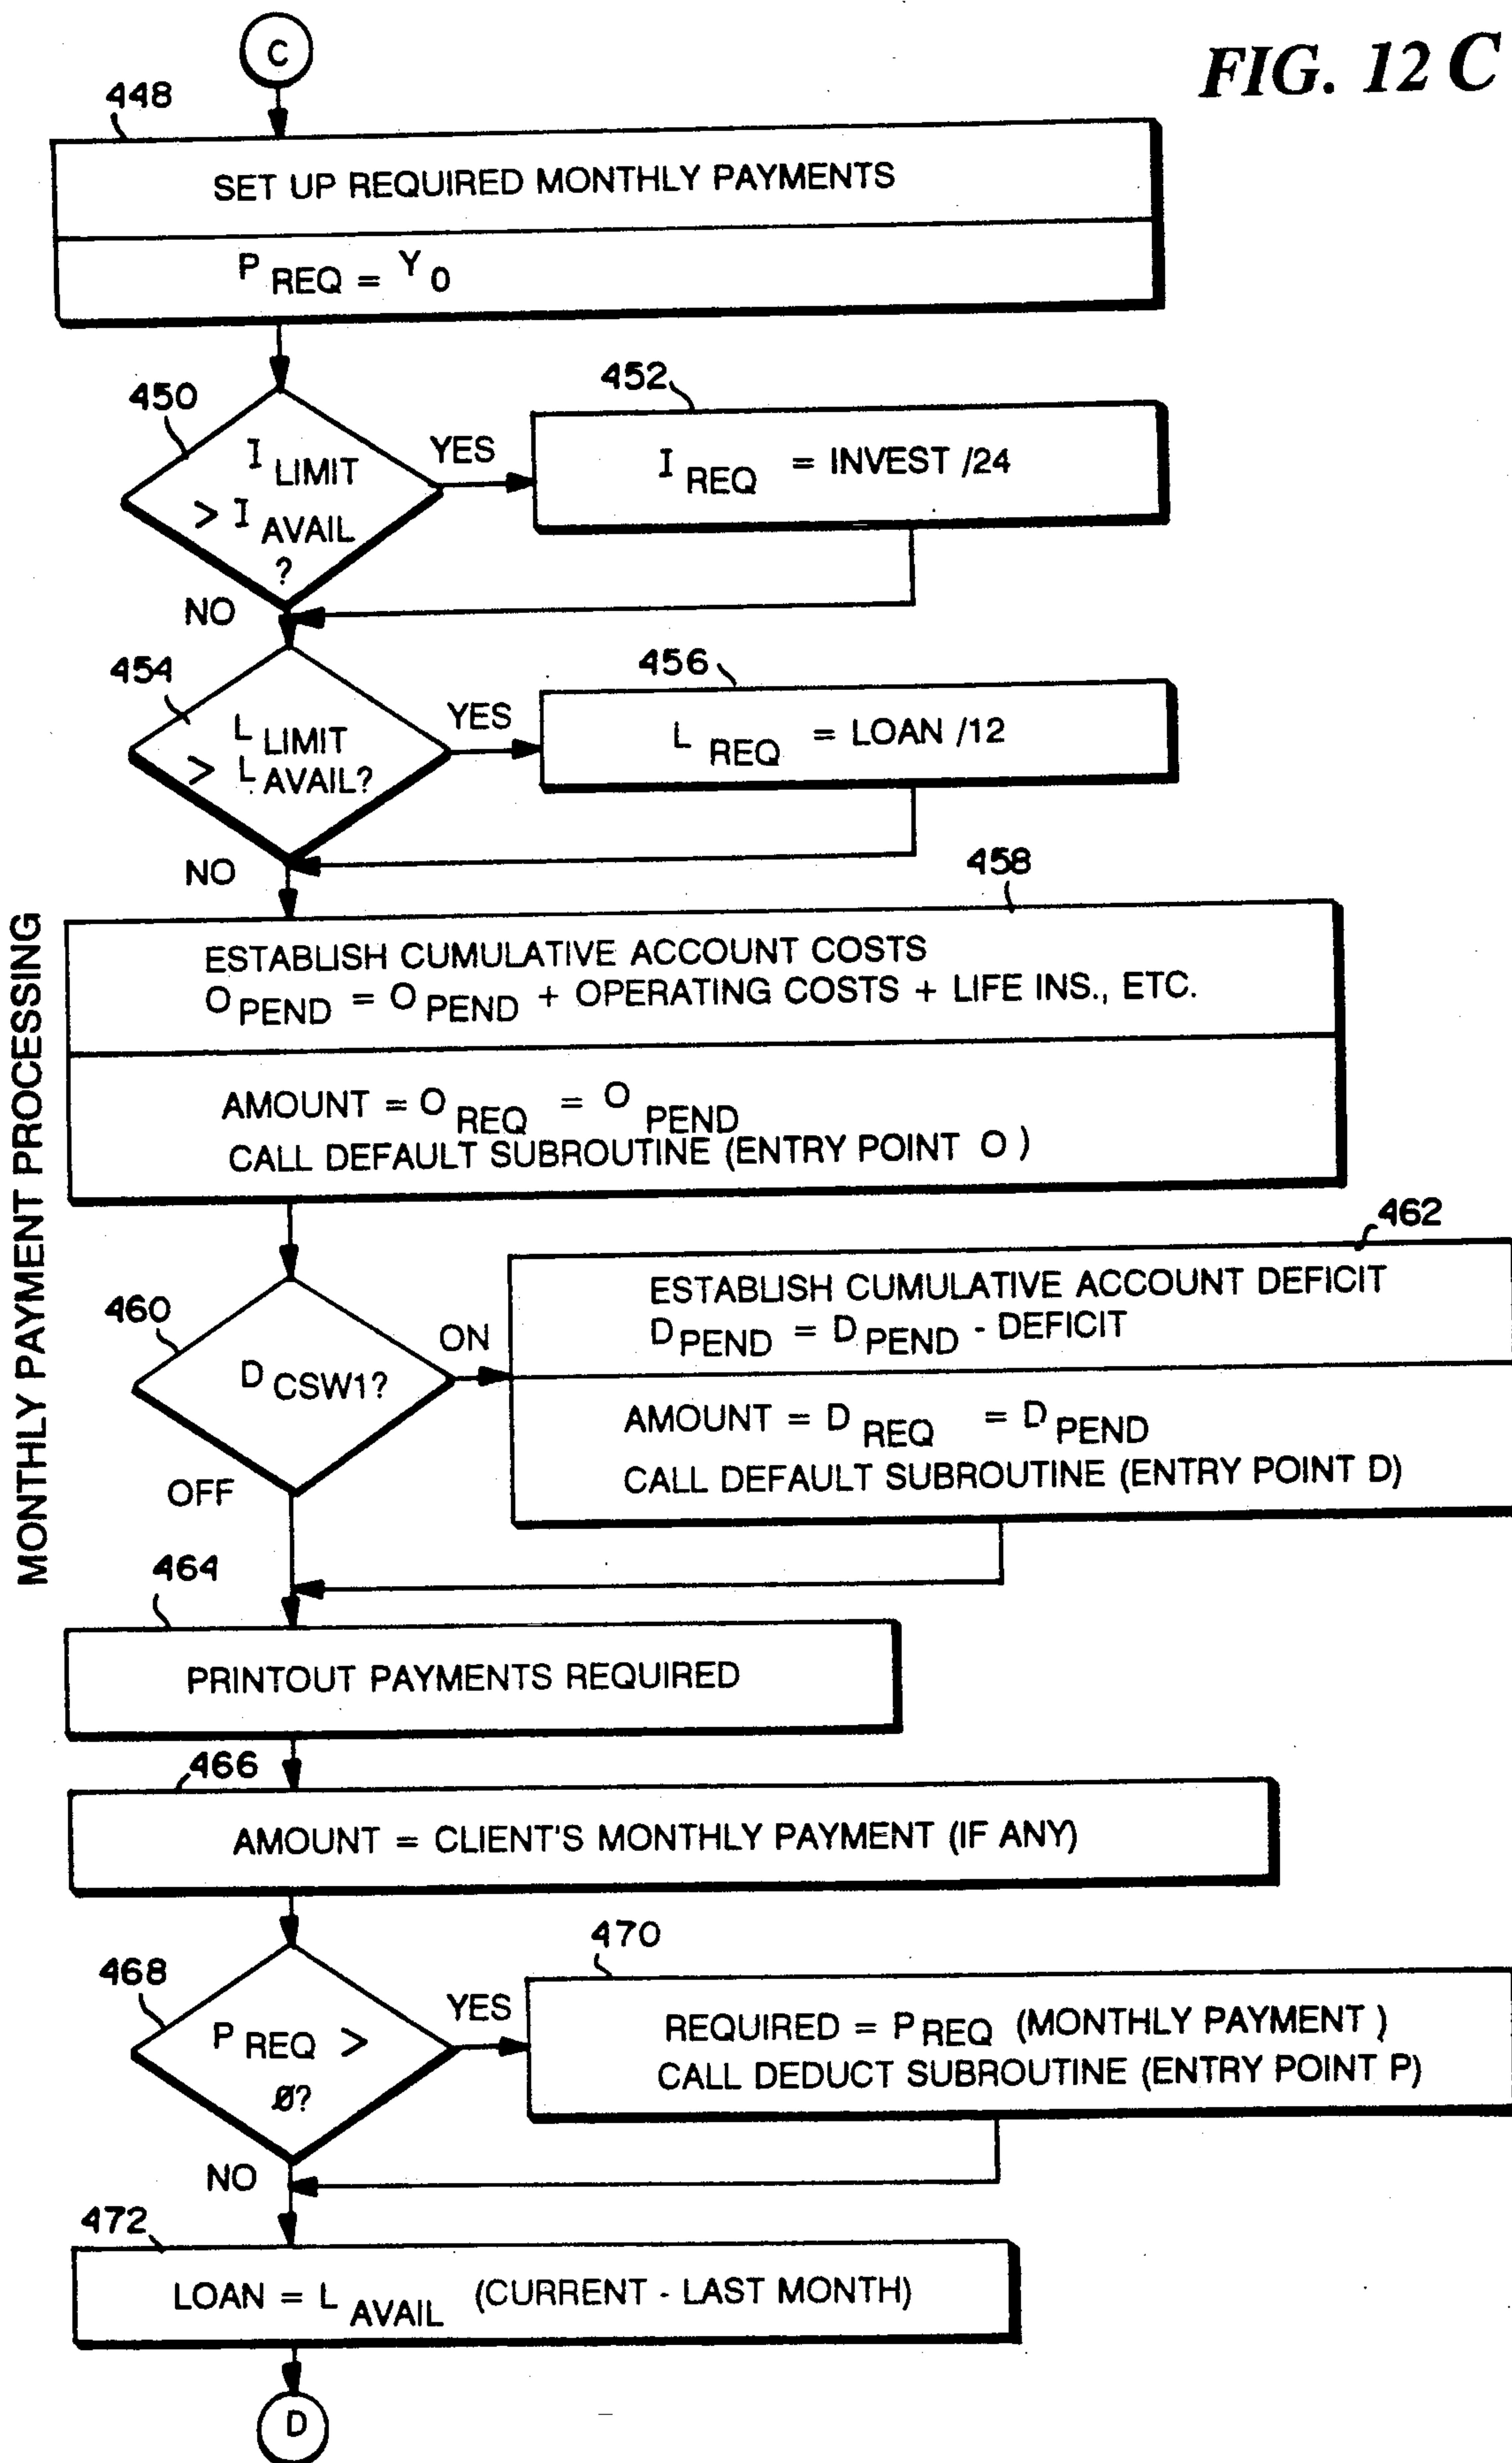 FIG. 12 C
C
448
SET UP REQUIRED MONTHLY PAYMENTS
P REQ = Y 0
450
I LIMIT
> I AVAIL
?
YES
NO
452
I REQ = INVEST /24
454
L LIMIT
> L AVAIL?
YES
NO
456
L REQ = LOAN /12
MONTHLY PAYMENT PROCESSING
458
ESTABLISH CUMULATIVE ACCOUNT COSTS
O PEND = O PEND + OPERATING COSTS + LIFE INS., ETC.
AMOUNT = O REQ = O PEND
CALL DEFAULT SUBROUTINE (ENTRY POINT O )
460
D CSW1?
ON
OFF
462
ESTABLISH CUMULATIVE ACCOUNT DEFICIT
D PEND = D PEND - DEFICIT
AMOUNT = D REQ = D PEND
CALL DEFAULT SUBROUTINE (ENTRY POINT D)
464
PRINTOUT PAYMENTS REQUIRED
466
AMOUNT = CLIENT'S MONTHLY PAYMENT (IF ANY)
468
P REQ >
Ø?
YES
NO
470
REQUIRED = P REQ (MONTHLY PAYMENT )
CALL DEDUCT SUBROUTINE (ENTRY POINT P)
472
LOAN = L AVAIL (CURRENT - LAST MONTH)
D